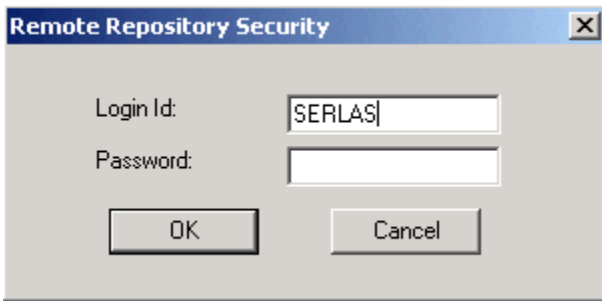 Remote Repository Security
Login Id: SERLAS
Password:
OK Cancel